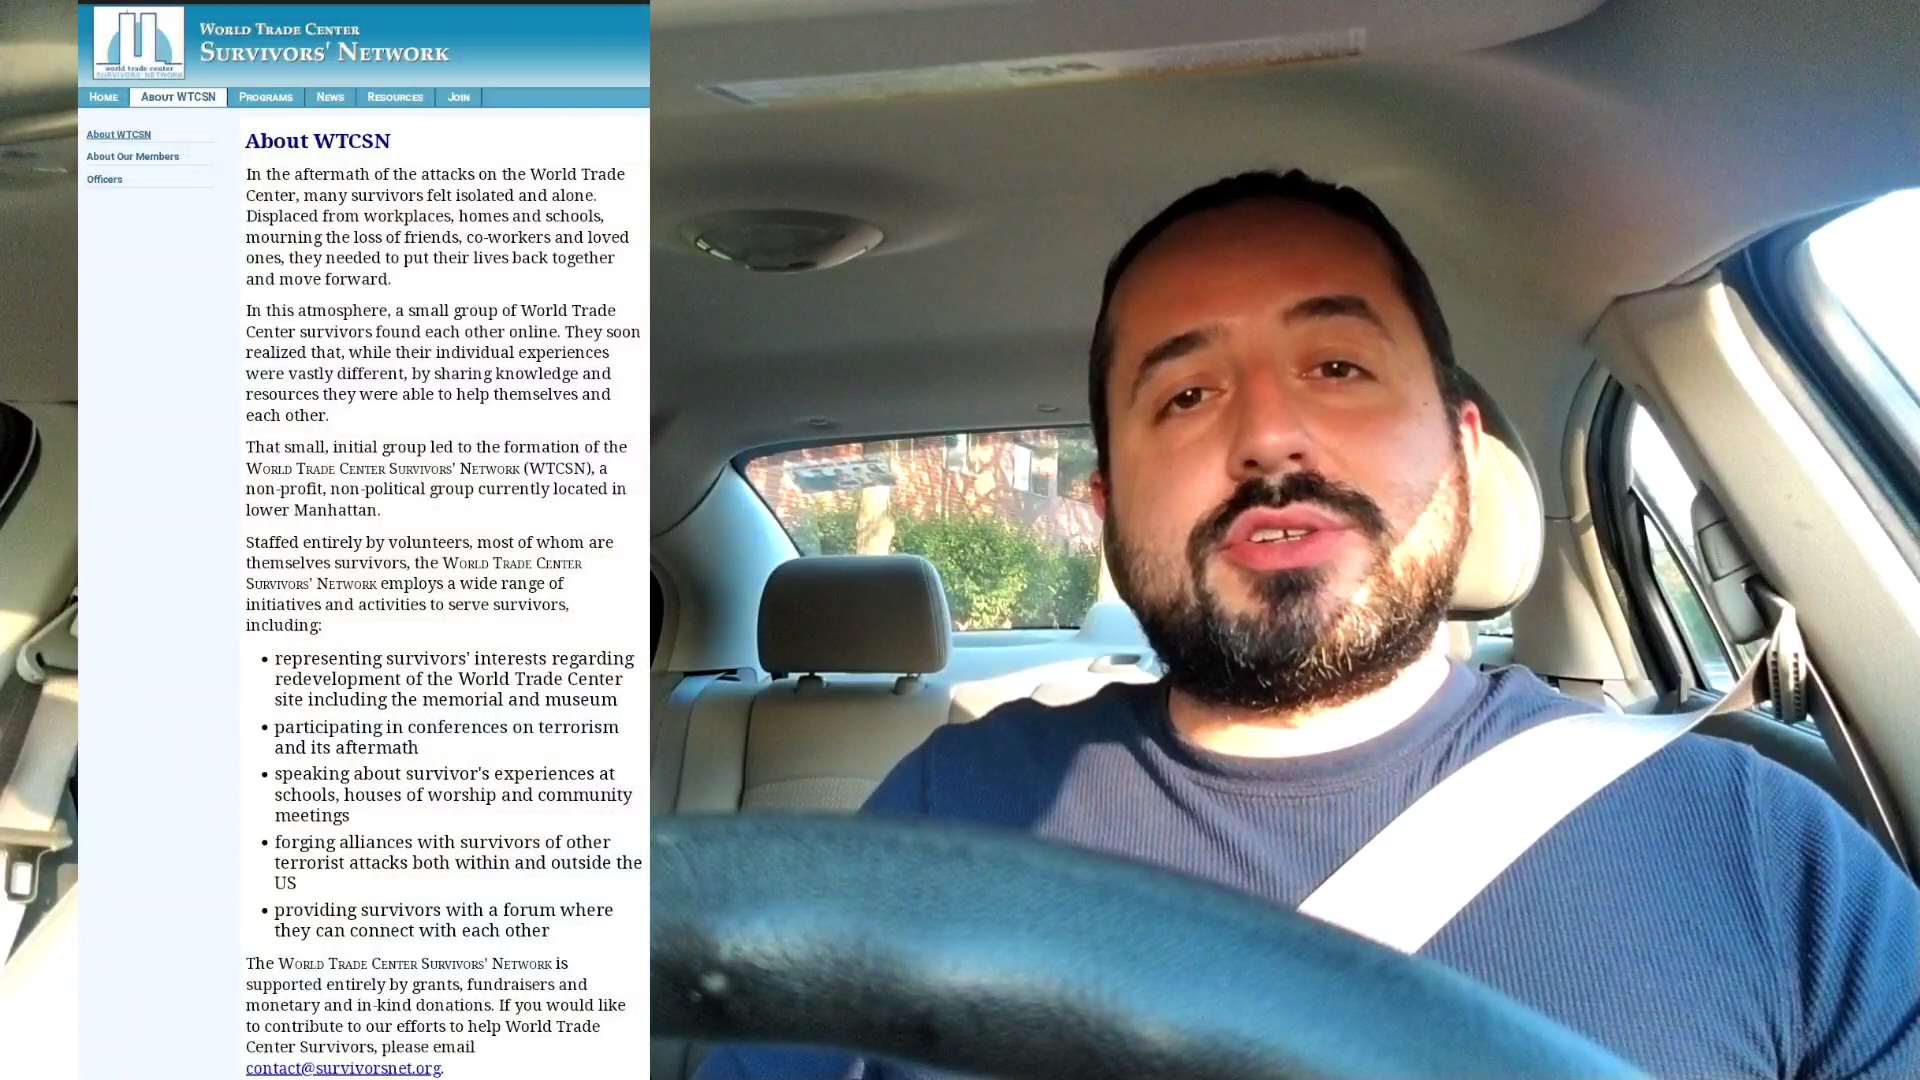 World Trade Center
Survivors' Network
world trade center
SURVIVORS' NETWORK
Home
About WTCSN
Programs
News
Resources
Join
About WTCSN
About Our Members
Officers
About WTCSN
In the aftermath of the attacks on the World Trade
Center, many survivors felt isolated and alone.
Displaced from workplaces, homes and schools,
mourning the loss of friends, co-workers and loved
ones, they needed to put their lives back together
and move forward.
In this atmosphere, a small group of World Trade
Center survivors found each other online. They soon
realized that, while their individual experiences
were vastly different, by sharing knowledge and
resources they were able to help themselves and
each other.
That small, initial group led to the formation of the
World Trade Center Survivors' Network (WTCSN), a
non-profit, non-political group currently located in
lower Manhattan.
Staffed entirely by volunteers, most of whom are
themselves survivors, the World Trade Center
Survivors' Network employs a wide range of
initiatives and activities to serve survivors,
including:
• representing survivors' interests regarding
redevelopment of the World Trade Center
site including the memorial and museum
• participating in conferences on terrorism
and its aftermath
• speaking about survivor's experiences at
schools, houses of worship and community
meetings
• forging alliances with survivors of other
terrorist attacks both within and outside the
US
• providing survivors with a forum where
they can connect with each other
The World Trade Center Survivors' Network is
supported entirely by grants, fundraisers and
monetary and in-kind donations. If you would like
to contribute to our efforts to help World Trade
Center Survivors, please email
contact@survivorsnet.org.